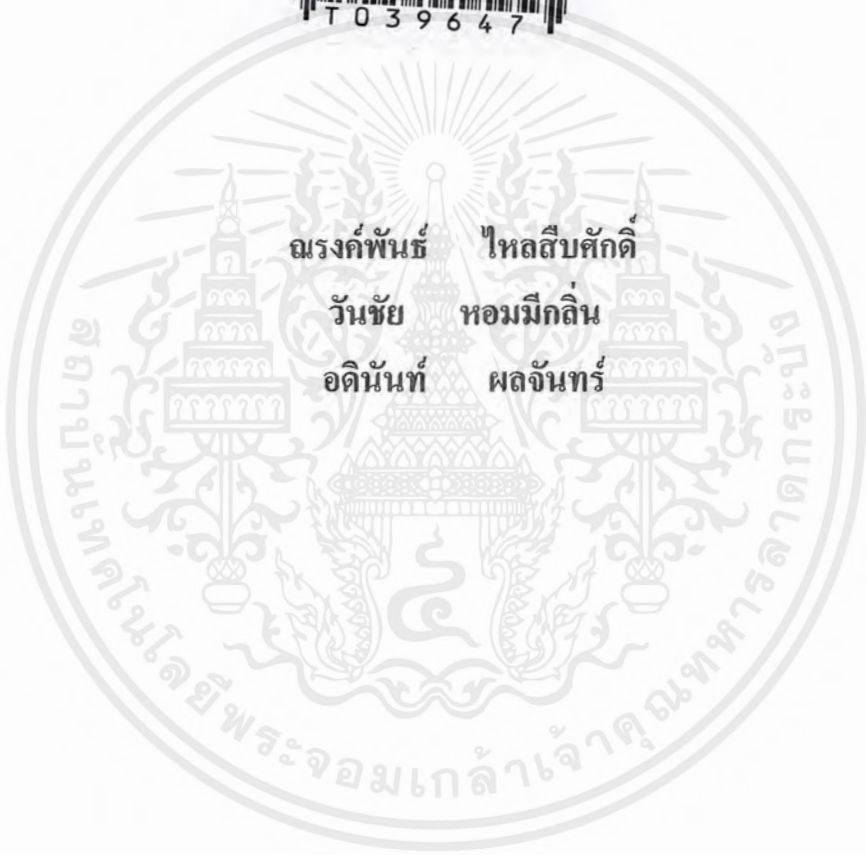 T039647
ณรงค์พันธ์ ไหลสืบศักดิ์
วันชัย หอมมีกลิ่น
อดินันท์ ผลจันทร์
สถาบันเทคโนโลยีพระจอมเกล้าเจ้าคุณทหารลาดกระบัง